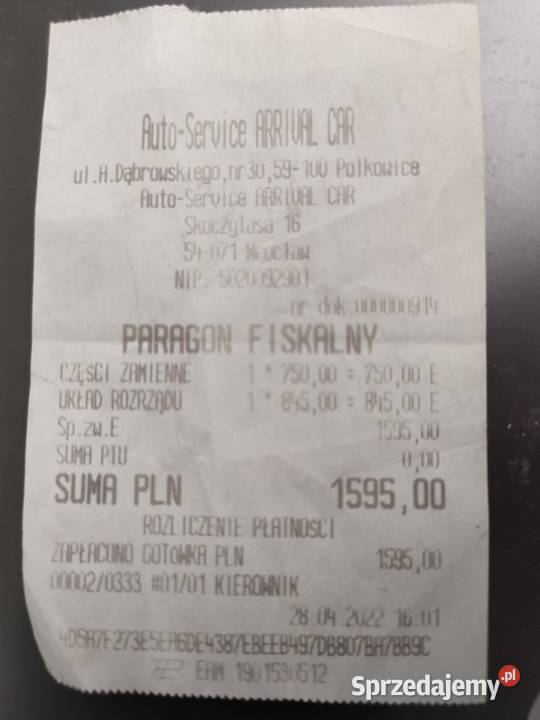 Auto-Service ARRIVAL CAR
ul.H.Dąbrowskiego,nr30,59-100 Polkowice
Auto-Service ARRIVAL CAR
Skoczylasa 16
54-071 Wrocław
NIP. 5020092901
nr dok.000000914
PARAGON FISKALNY
CZĘŚCI ZAMIENNE 1 * 750,00 = 750,00 E
UKŁAD ROZRZĄDU 1 * 845,00 = 845,00 E
Sp.zw.E 1595,00
SUMA PTU 0,00
SUMA PLN 1595,00
ROZLICZENIE PŁATNOŚCI
ZAPŁACONO GOTÓWKA PLN 1595,00
00002/0333 #01/01 KIEROWNIK
28.04.2022 16:01
4D5A7F273E5EA6DE4387EBEEB497DB807BA7BB9C
EAM 1901530512
Sprzedajemy.pl